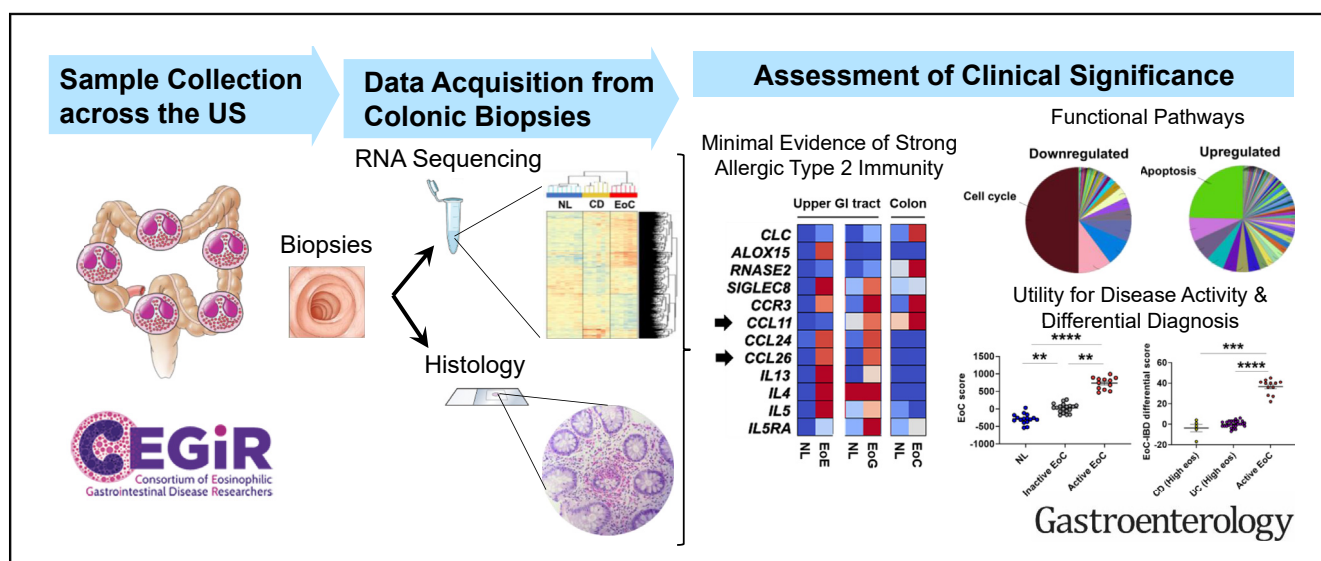 Sample Collection
across the US
Data Acquisition from
Colonic Biopsies
Assessment of Clinical Significance
Biopsies
RNA Sequencing
NL CD EoC
Histology
CEGiR
Consortium of Eosinophilic
Gastrointestinal Disease Researchers
Minimal Evidence of Strong
Allergic Type 2 Immunity
Upper GI tract Colon
CLC
ALOX15
RNASE2
SIGLEC8
CCR3
CCL11
CCL24
CCL26
IL13
IL4
IL5
IL5RA
NL EoE NL EoG NL EoC
Functional Pathways
Downregulated
Cell cycle
Upregulated
Apoptosis
Utility for Disease Activity &
Differential Diagnosis
EoC score
1500
1000
500
0
-500
-1000
****
** **
NL
Inactive EoC
Active EoC
EoC-IBD differential score
60
40
20
0
-20
***
****
CD (High eos)
UC (High eos)
Active EoC
Gastroenterology